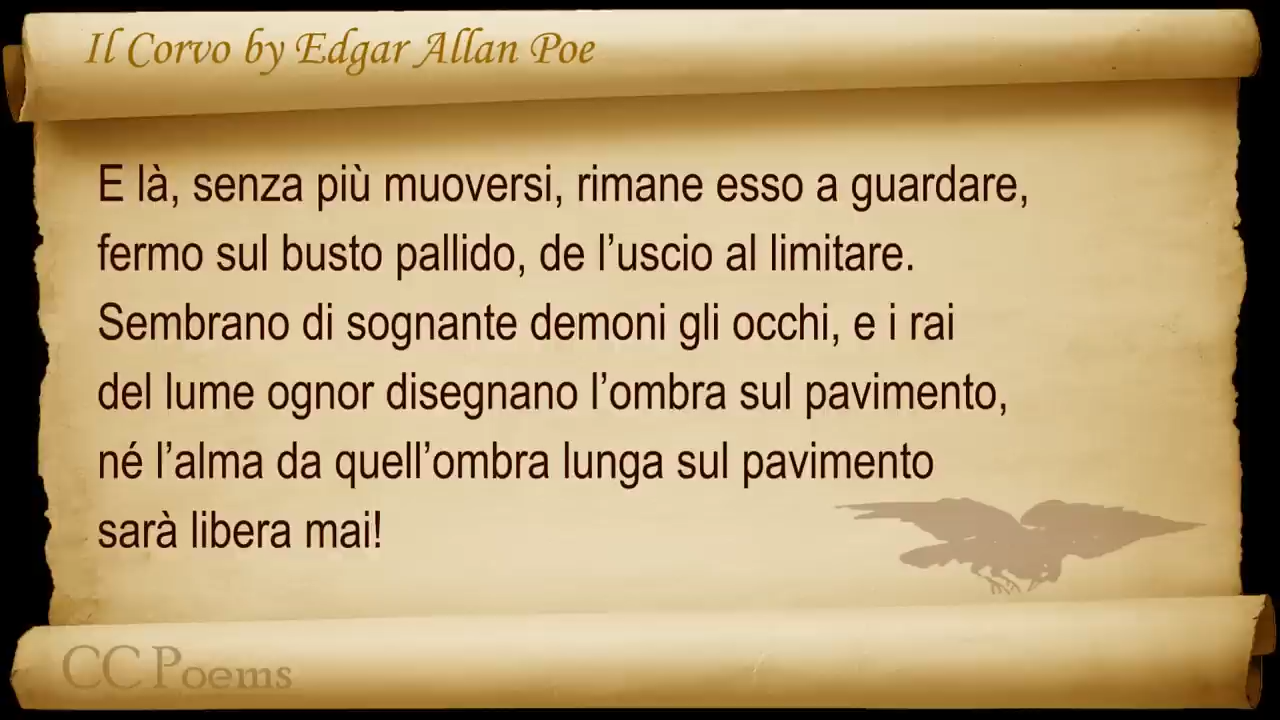 Il Corvo by Edgar Allan Poe
E là, senza più muoversi, rimane esso a guardare,
fermo sul busto pallido, de l’uscio al limitare.
Sembrano di sognante demoni gli occhi, e i rai
del lume ognor disegnano l’ombra sul pavimento,
né l’alma da quell’ombra lunga sul pavimento
sarà libera mai!
CC Poems